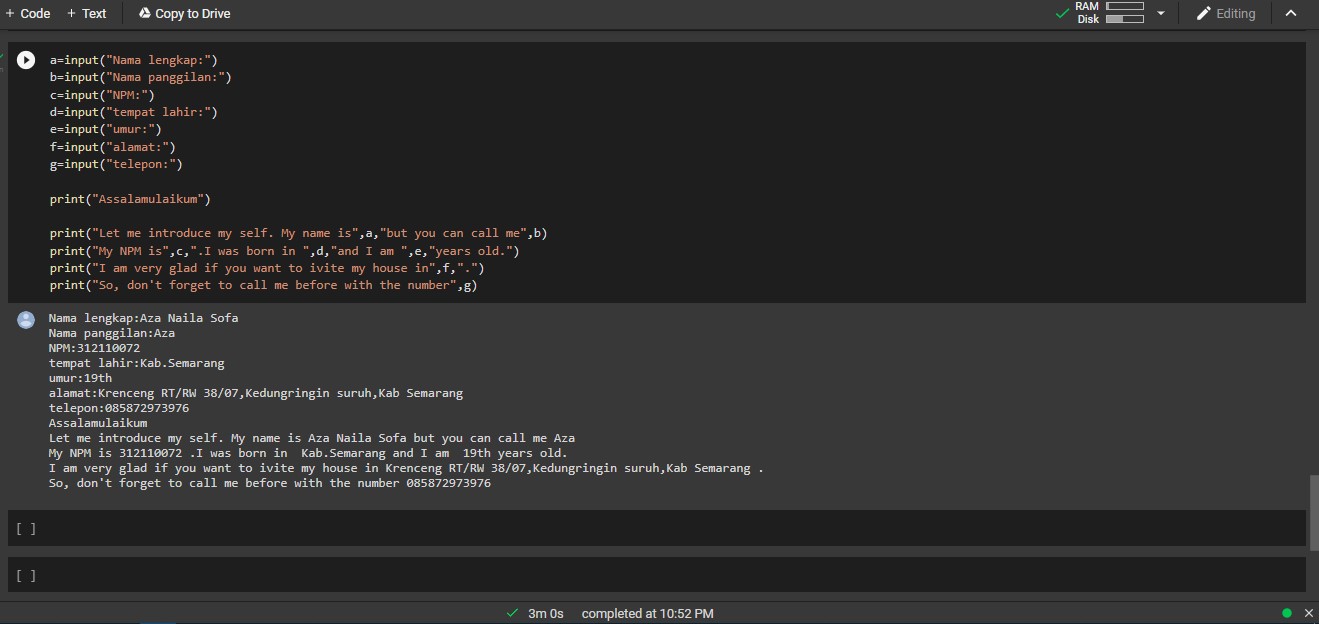 + Code + Text Copy to Drive RAM Disk Editing
a=input("Nama lengkap:")
b=input("Nama panggilan:")
c=input("NPM:")
d=input("tempat lahir:")
e=input("umur:")
f=input("alamat:")
g=input("telepon:")
print("Assalamulaikum")
print("Let me introduce my self. My name is",a,"but you can call me",b)
print("My NPM is",c,".I was born in ",d,"and I am ",e,"years old.")
print("I am very glad if you want to ivite my house in",f,".")
print("So, don't forget to call me before with the number",g)
Nama lengkap:Aza Naila Sofa
Nama panggilan:Aza
NPM:312110072
tempat lahir:Kab.Semarang
umur:19th
alamat:Krenceng RT/RW 38/07,Kedungringin suruh,Kab Semarang
telepon:085872973976
Assalamulaikum
Let me introduce my self. My name is Aza Naila Sofa but you can call me Aza
My NPM is 312110072 .I was born in  Kab.Semarang and I am  19th years old.
I am very glad if you want to ivite my house in Krenceng RT/RW 38/07,Kedungringin suruh,Kab Semarang .
So, don't forget to call me before with the number 085872973976
[ ]
[ ]
3m 0s completed at 10:52 PM